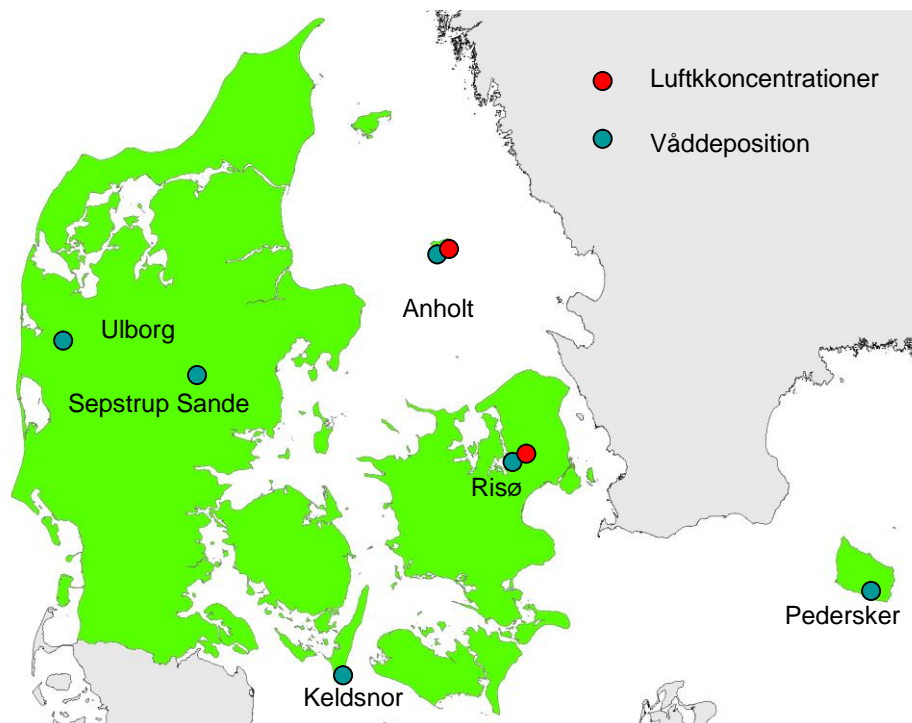 Luftkkoncentrationer
Våddeposition
Anholt
Ulborg
Sepstrup Sande
Risø
Pedersker
Keldsnor